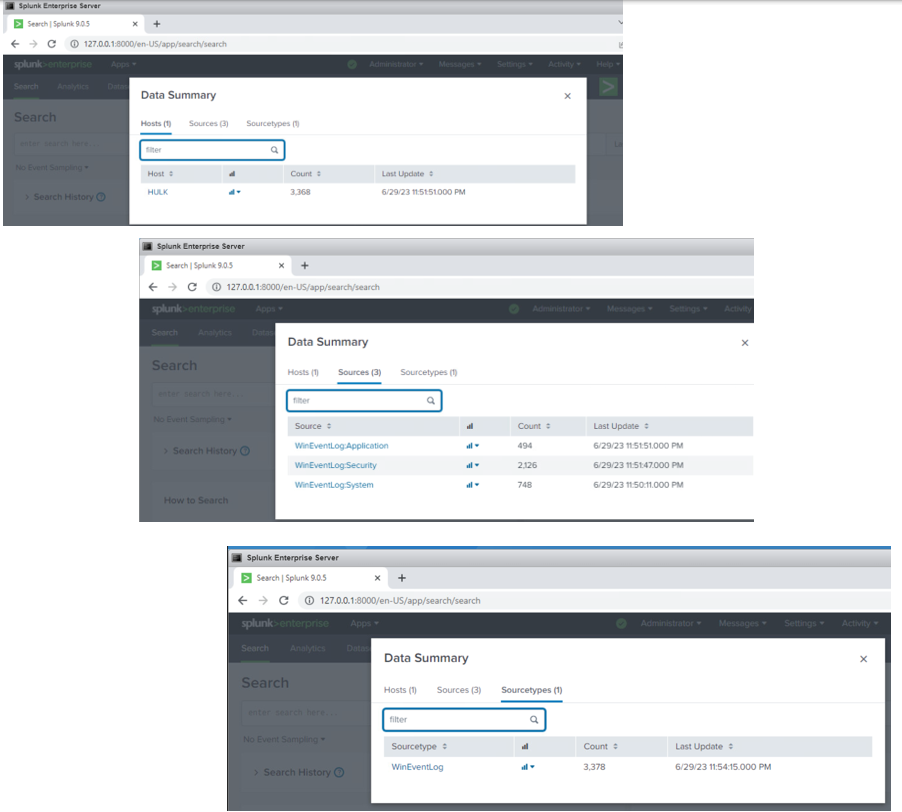 Splunk Enterprise Server
Search | Splunk 9.0.5
127.0.0.1:8000/en-US/app/search/search
splunk>enterprise Apps Administrator Messages Settings Activity Help
Search Analytics Datas
Data Summary
Search
Hosts (1) Sources (3) Sourcetypes (1)
enter search here...
filter
No Event Sampling
Host Count Last Update
Search History
HULK 3,368 6/29/23 11:51:51.000 PM
Splunk Enterprise Server
Search | Splunk 9.0.5
127.0.0.1:8000/en-US/app/search/search
splunk>enterprise Apps Administrator Messages Settings Activity
Search Analytics Datas
Data Summary
Search
Hosts (1) Sources (3) Sourcetypes (1)
enter search here...
filter
No Event Sampling
Source Count Last Update
WinEventLog:Application 494 6/29/23 11:51:51.000 PM
Search History
WinEventLog:Security 2,126 6/29/23 11:51:47.000 PM
WinEventLog:System 748 6/29/23 11:50:11.000 PM
How to Search
Splunk Enterprise Server
Search | Splunk 9.0.5
127.0.0.1:8000/en-US/app/search/search
splunk>enterprise Apps Administrator Messages Settings Activity
Search Analytics Datas
Data Summary
Search
Hosts (1) Sources (3) Sourcetypes (1)
enter search here...
filter
No Event Sampling
Sourcetype Count Last Update
WinEventLog 3,378 6/29/23 11:54:15.000 PM
Search History